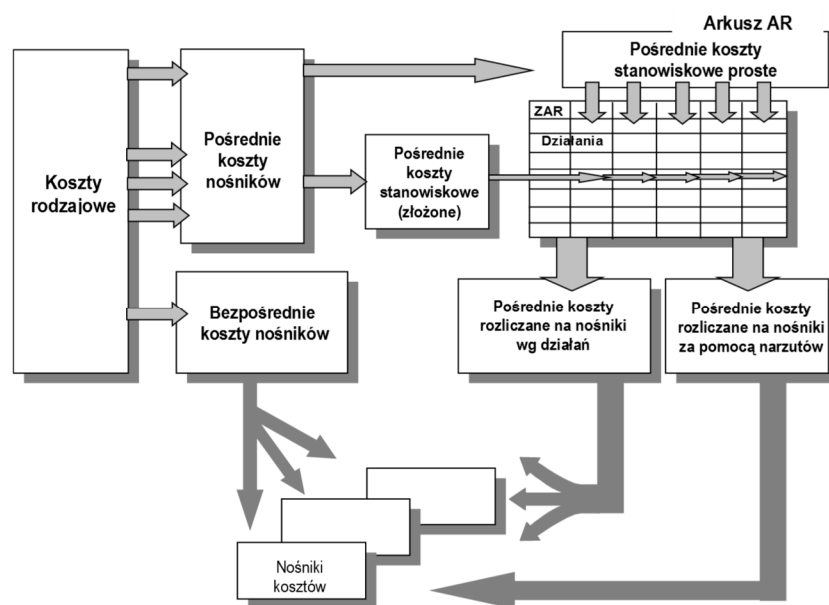 Arkusz AR
Pośrednie koszty
stanowiskowe proste
Koszty
rodzajowe
Pośrednie
koszty
nośników
Pośrednie
koszty
stanowiskowe
(złożone)
ZAR
Działania
Bezpośrednie
koszty nośników
Pośrednie koszty
rozliczane na nośniki
wg działań
Pośrednie koszty
rozliczane na nośniki
za pomocą narzutów
Nośniki
kosztów